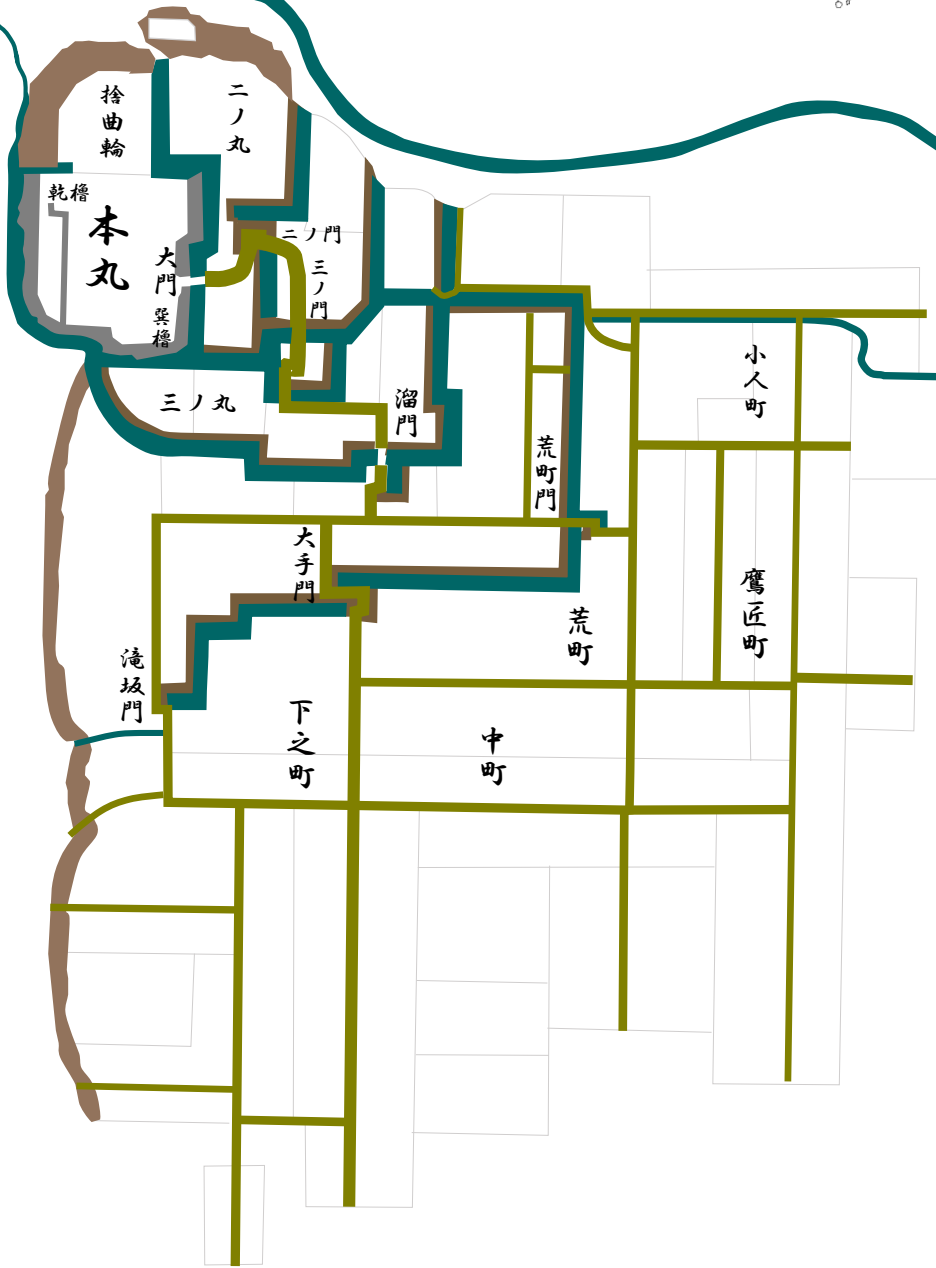 捨曲輪
二ノ丸
乾櫓
本丸
大門
巽櫓
二ノ門
三ノ門
三ノ丸
溜門
荒町門
小人町
大手門
鷹匠町
荒町
滝坂門
下之町
中町